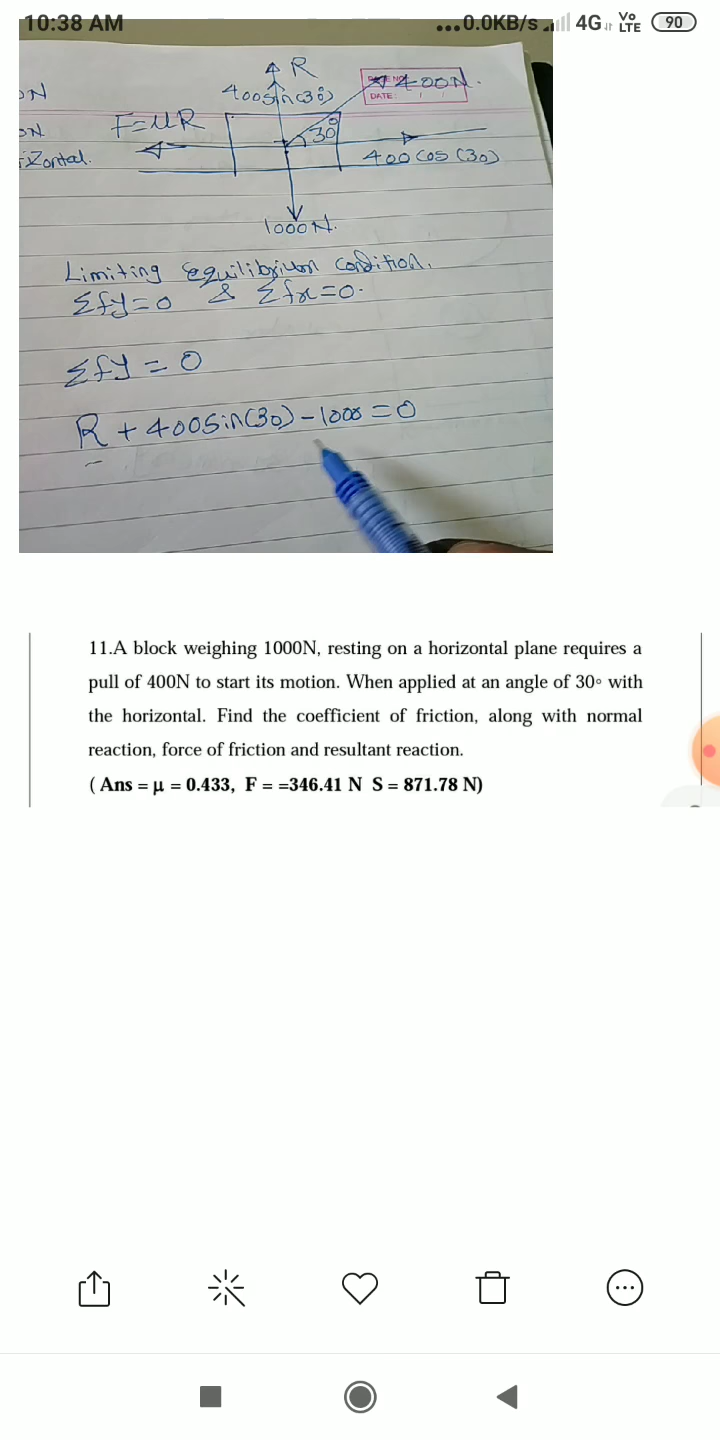 10:38 AM
...0.0KB/s 4G Vo LTE 90
R
400sin(30)
400N.
DATE
F=μR
30°
400 cos (30)
ON
ON
izontal.
1000N.
Limiting equilibrium condition.
Σfy=0 & Σfx=0.
Σfy = 0
R + 400sin(30) - 1000 = 0
11.A block weighing 1000N, resting on a horizontal plane requires a
pull of 400N to start its motion. When applied at an angle of 30° with
the horizontal. Find the coefficient of friction, along with normal
reaction, force of friction and resultant reaction.
( Ans = μ = 0.433, F = =346.41 N S = 871.78 N)